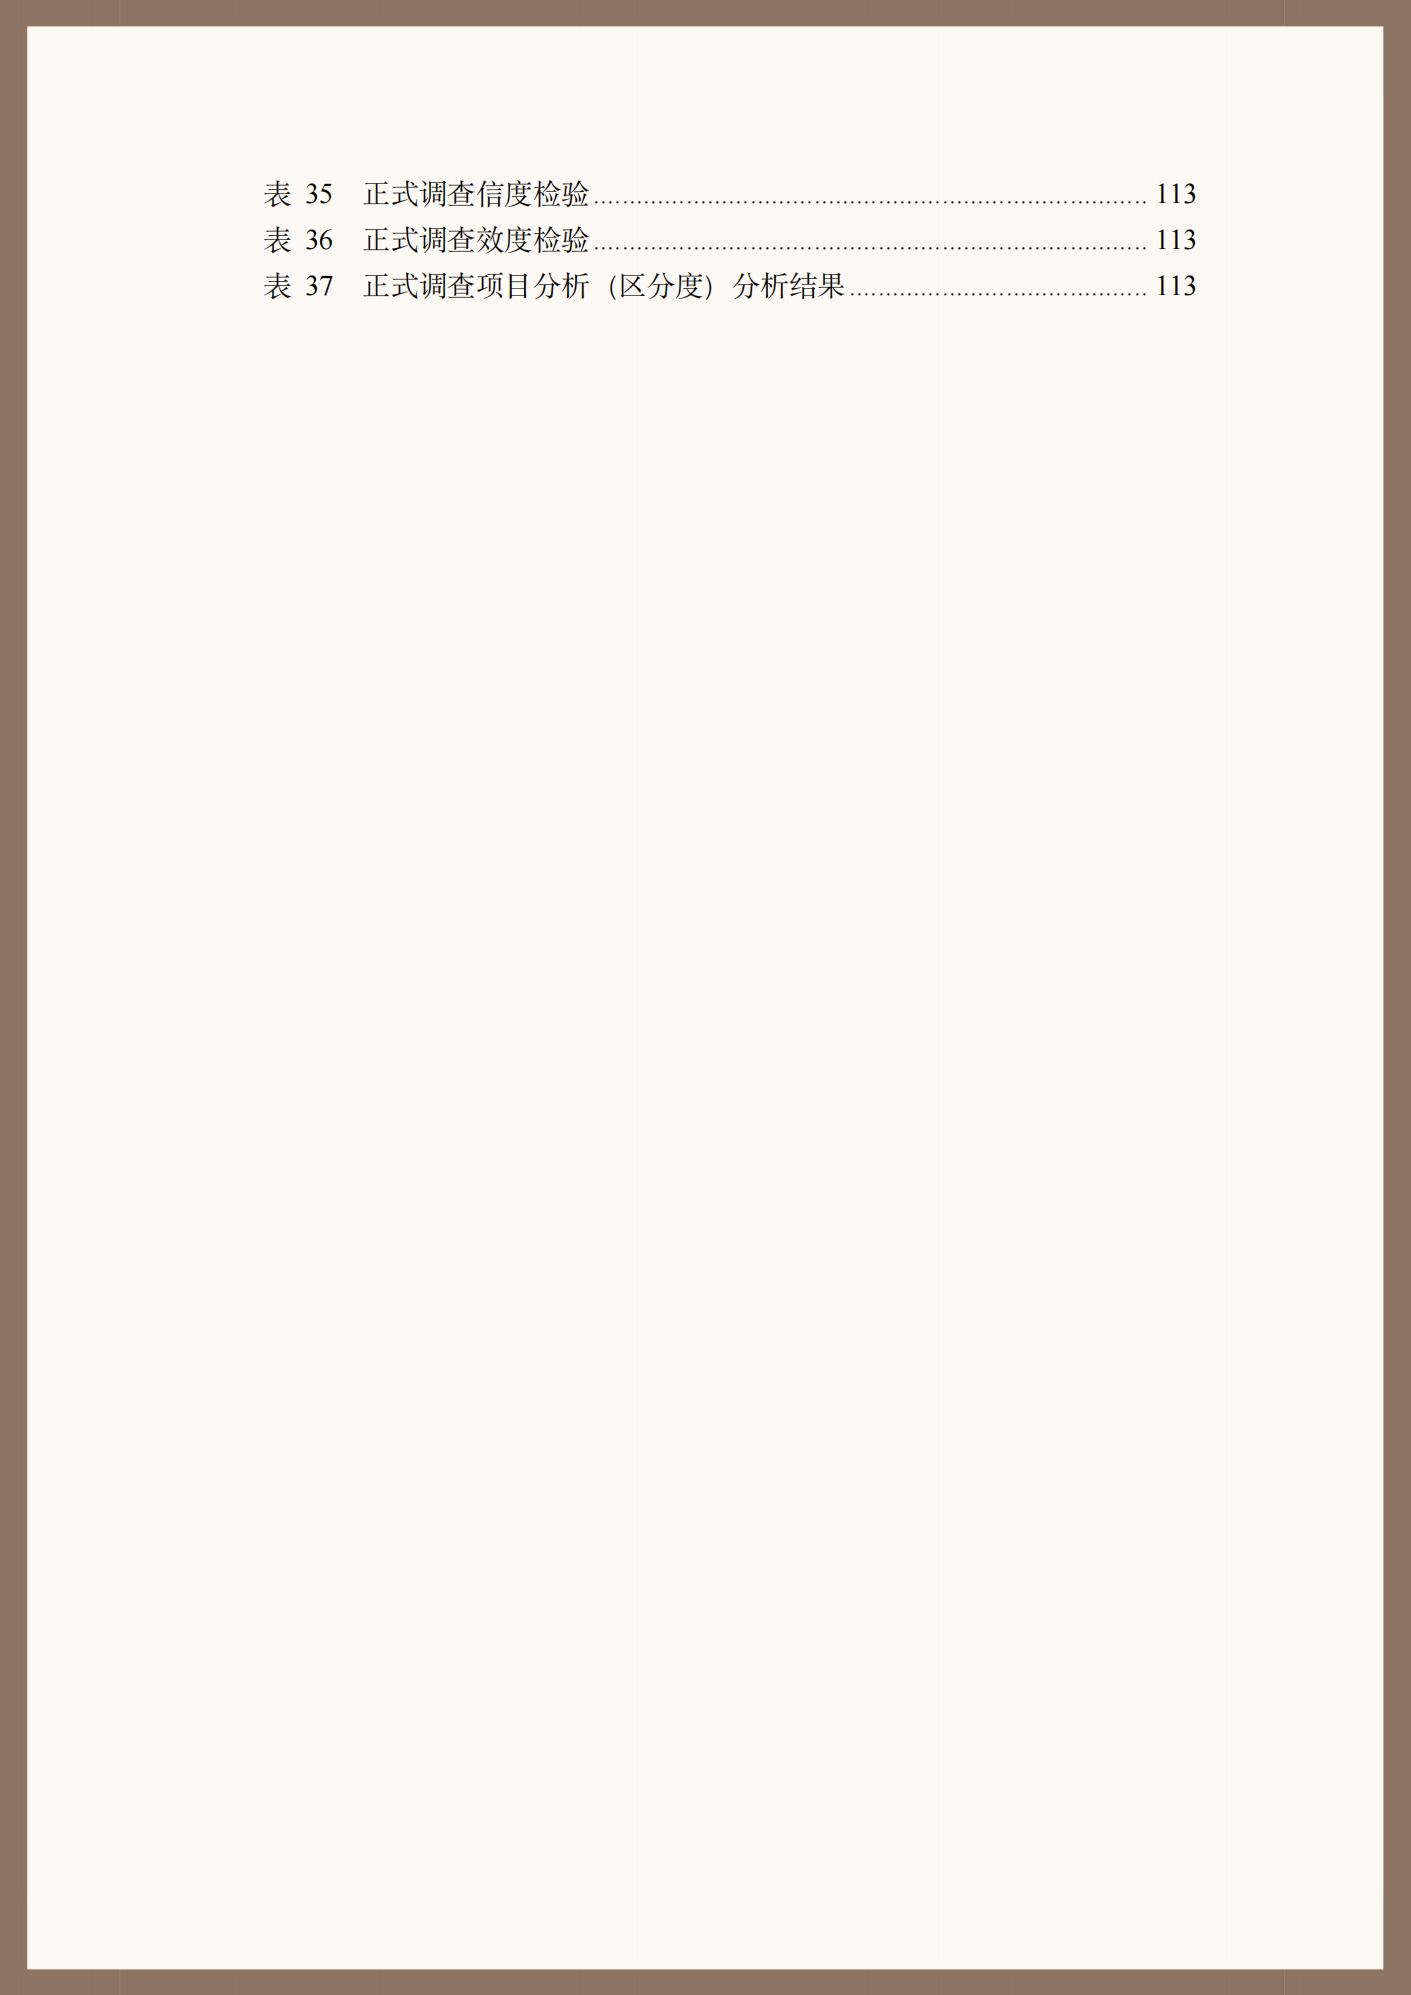 表 35 正式调查信度检验........................................................................ 113
表 36 正式调查效度检验........................................................................ 113
表 37 正式调查项目分析（区分度）分析结果.......................................... 113